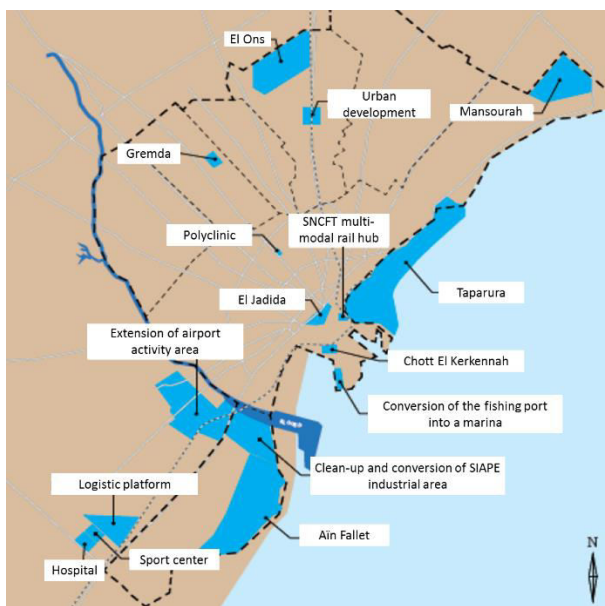 El Ons
Urban
development
Mansourah
Gremda
SNCFT multi-
modal rail hub
Polyclinic
El Jadida
Taparura
Extension of airport
activity area
Chott El Kerkennah
Conversion of the fishing port
into a marina
Clean-up and conversion of SIAPE
industrial area
Logistic platform
Aïn Fallet
Sport center
Hospital
N